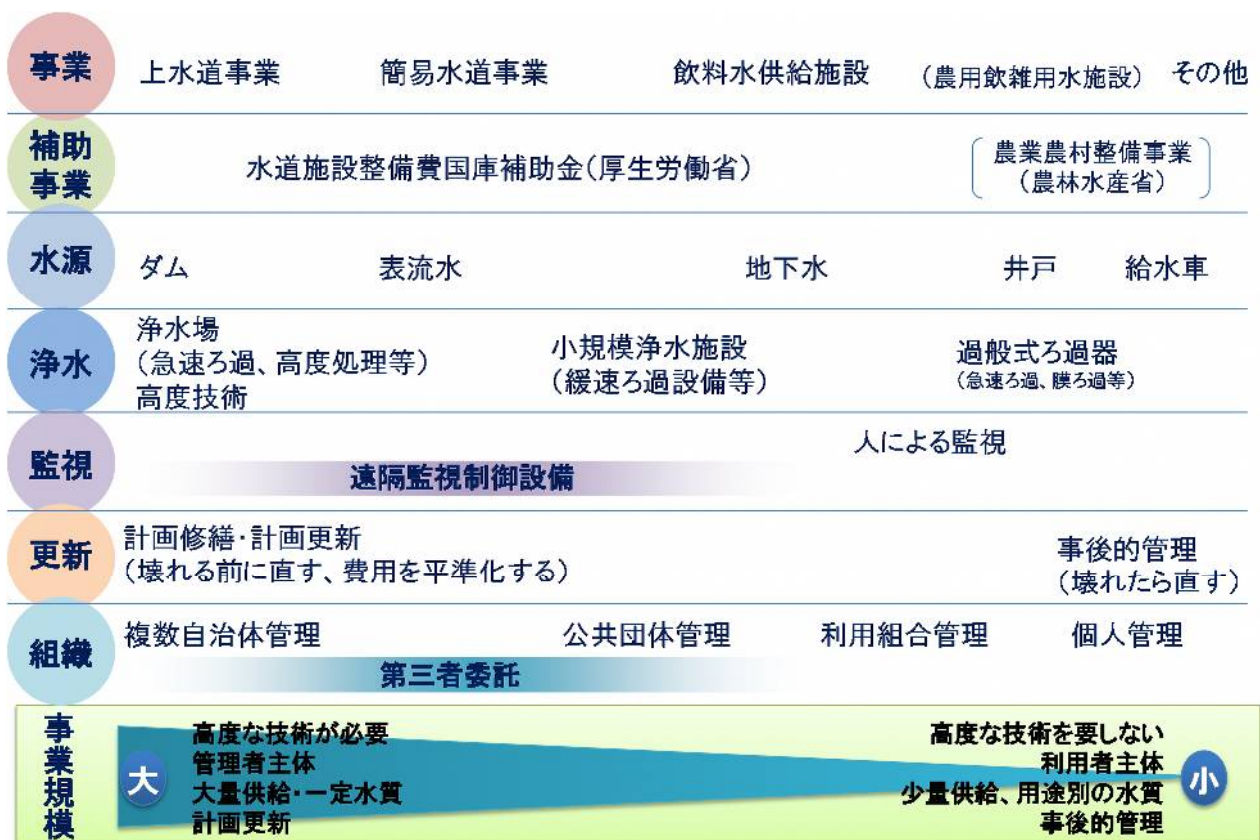 事業
上水道事業 簡易水道事業 飲料水供給施設 (農用飲雑用水施設) その他
補助
事業
水道施設整備費国庫補助金(厚生労働省)
農業農村整備事業
(農林水産省)
水源
ダム 表流水 地下水 井戸 給水車
浄水
浄水場
(急速ろ過、高度処理等)
高度技術
小規模浄水施設
(緩速ろ過設備等)
過般式ろ過器
(急速ろ過、膜ろ過等)
監視
人による監視
遠隔監視制御設備
更新
計画修繕・計画更新
(壊れる前に直す、費用を平準化する)
事後的管理
(壊れたら直す)
組織
複数自治体管理 公共団体管理 利用組合管理 個人管理
第三者委託
事業規模
大
高度な技術が必要
管理者主体
大量供給・一定水質
計画更新
高度な技術を要しない
利用者主体
少量供給、用途別の水質
事後的管理
小